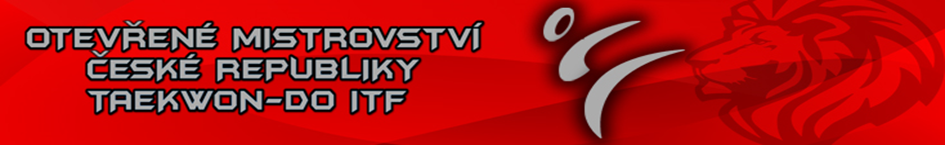 OTEVŘENÉ MISTROVSTVÍ
ČESKÉ REPUBLIKY
TAEKWON-DO ITF